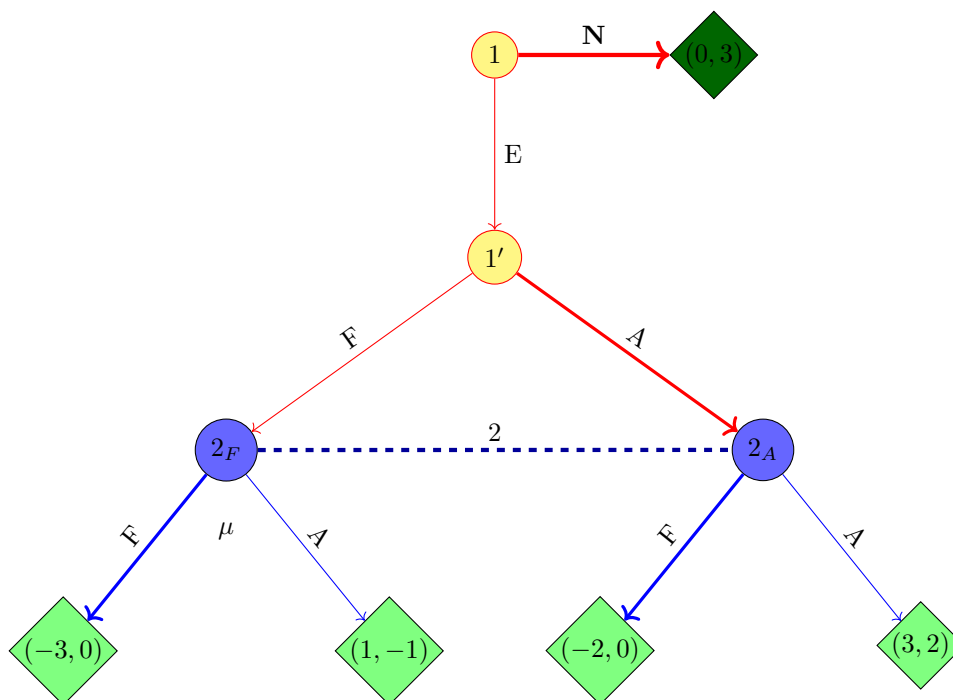 1
N
(0, 3)
E
1′
F
A
2
2_F
2_A
F
μ
A
F
A
(−3, 0)
(1, −1)
(−2, 0)
(3, 2)